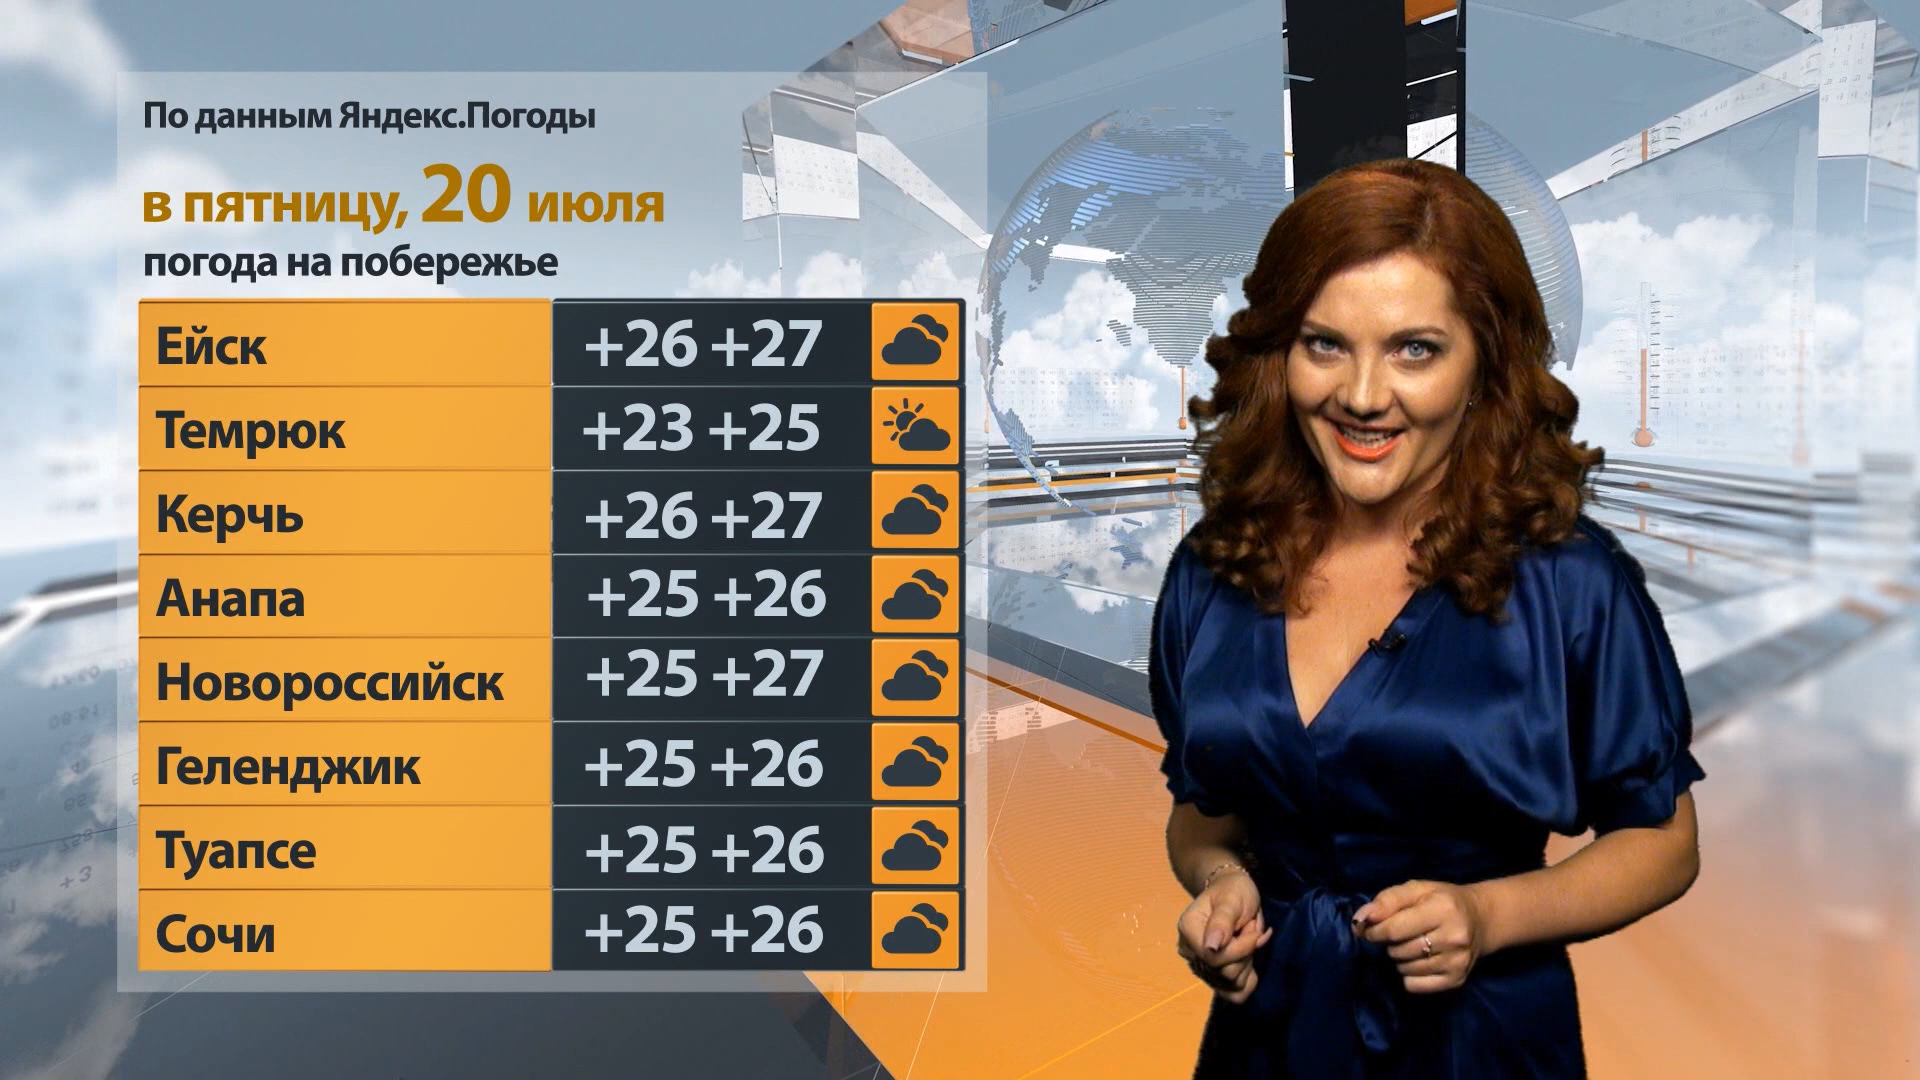 По данным Яндекс.Погоды
в пятницу, 20 июля
погода на побережье
Ейск +26 +27
Темрюк +23 +25
Керчь +26 +27
Анапа +25 +26
Новороссийск +25 +27
Геленджик +25 +26
Туапсе +25 +26
Сочи +25 +26